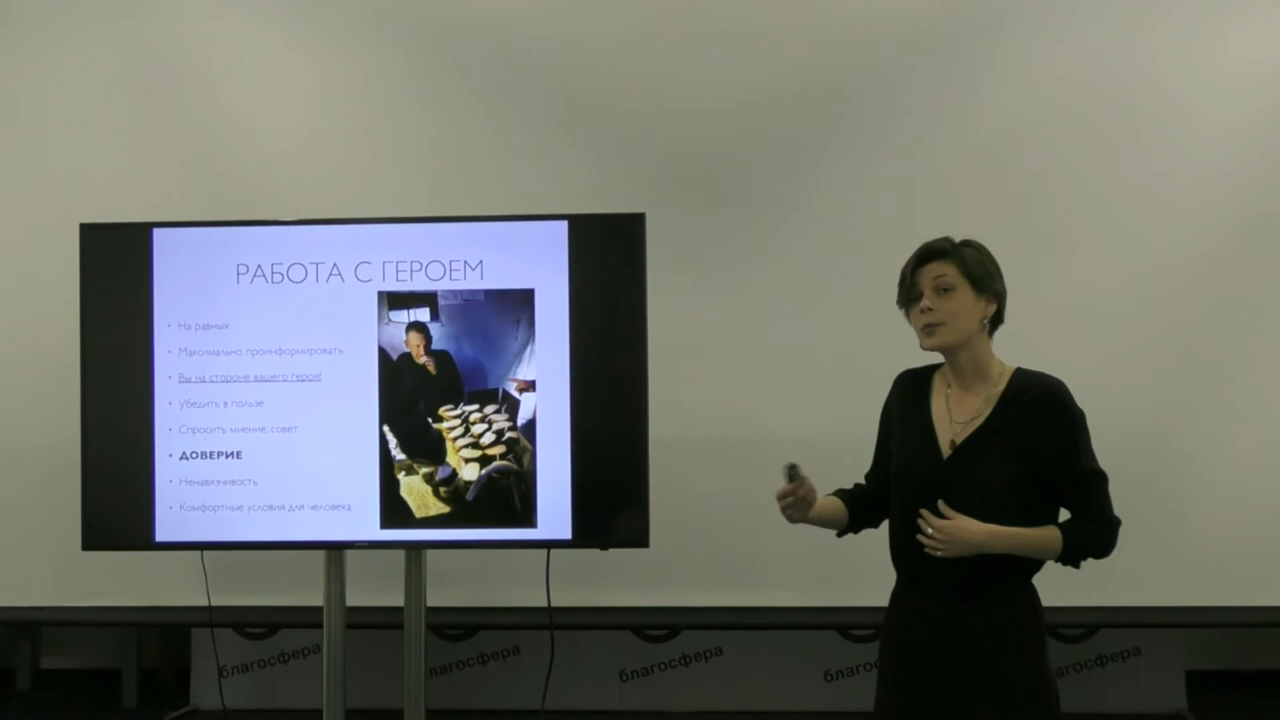 РАБОТА С ГЕРОЕМ
• На равных
• Максимально проинформировать
• Вы на стороне вашего героя!
• Убедить в пользе
• Спросить мнение, совет
• ДОВЕРИЕ
• Ненавязчивость
• Комфортные условия для человека
благосфера
благосфера
благосфера
благосфера
благосфера